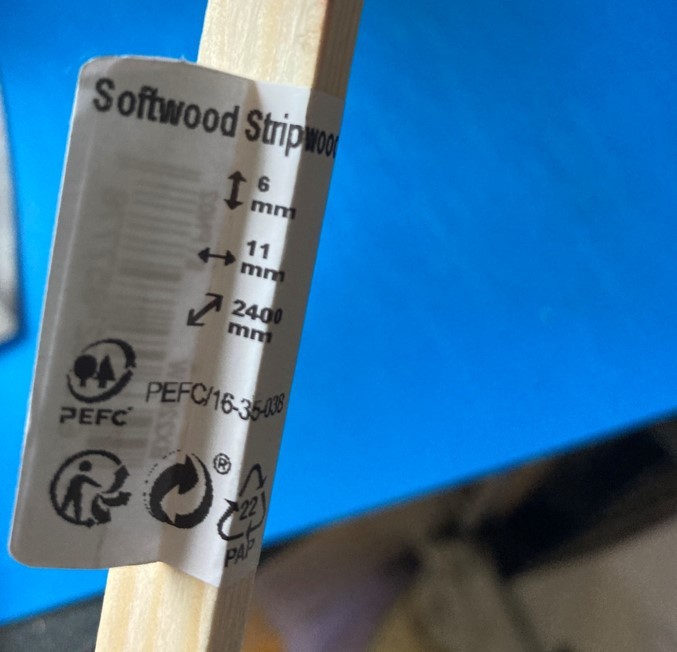 Softwood Stripwood
6
mm
11
mm
2400
mm
PEFC
PEFC/16-35-038
®
22
PAP